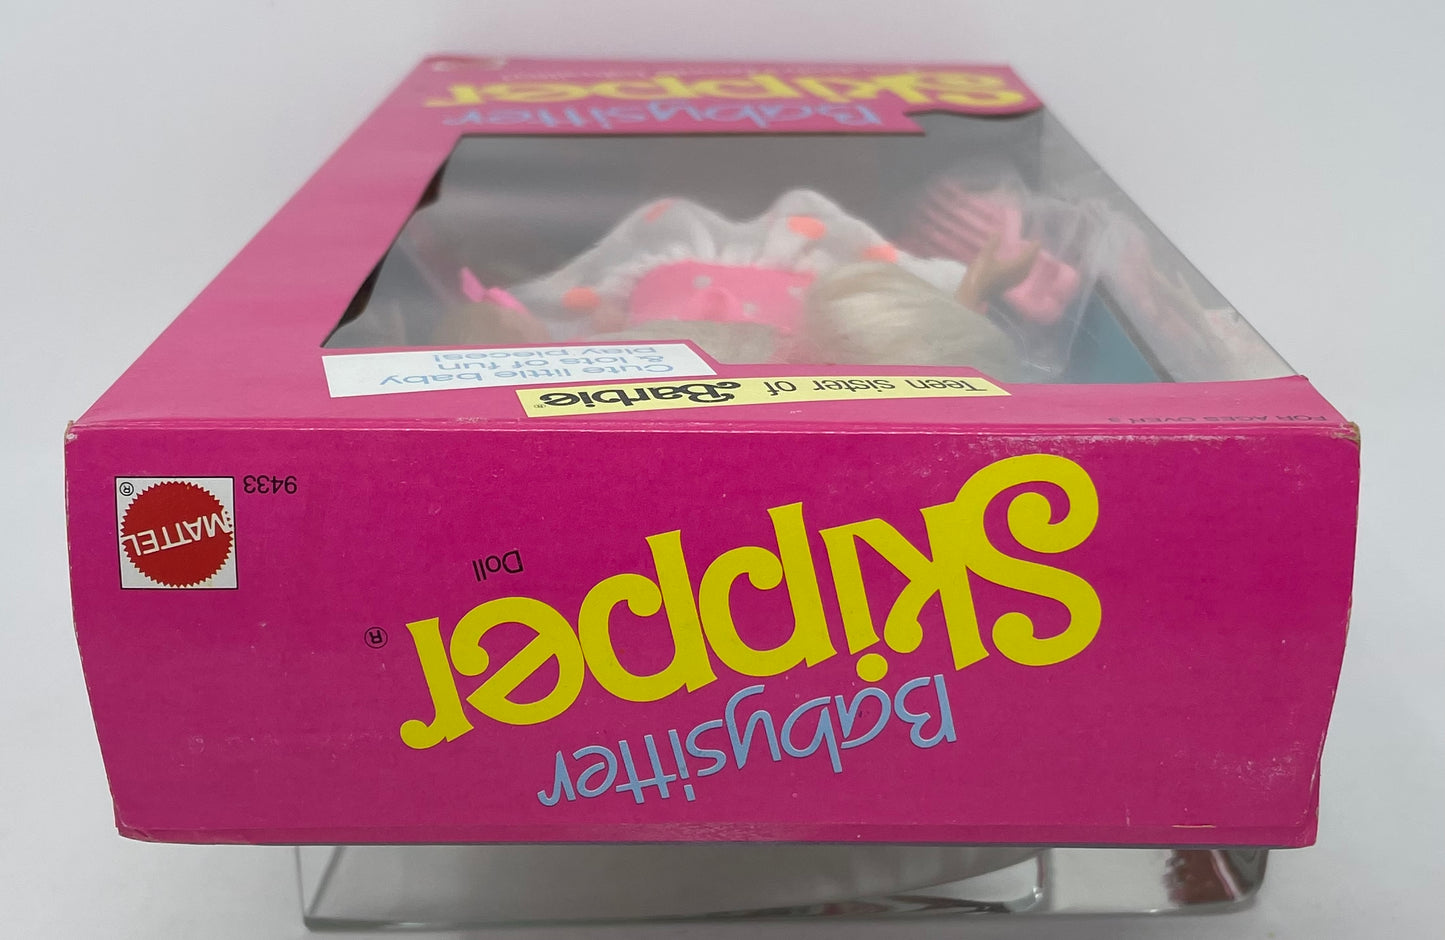 Babysitter
Skipper
®
Doll
9433
MATTEL
®
FOR AGES OVER 3
Teen sister of Barbie®
Cute little baby
& lots of fun
play pieces!
Babysitter
Skipper